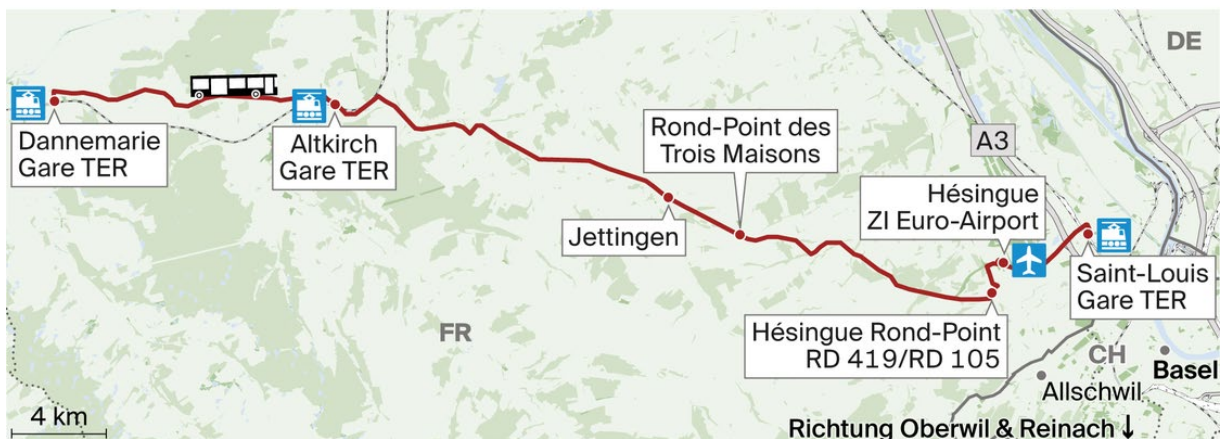 DE
A3
Dannemarie
Gare TER
Altkirch
Gare TER
Rond-Point des
Trois Maisons
Jettingen
Hésingue
ZI Euro-Airport
Saint-Louis
Gare TER
Hésingue Rond-Point
RD 419/RD 105
FR
CH
Basel
Allschwil
4 km
Richtung Oberwil & Reinach ↓